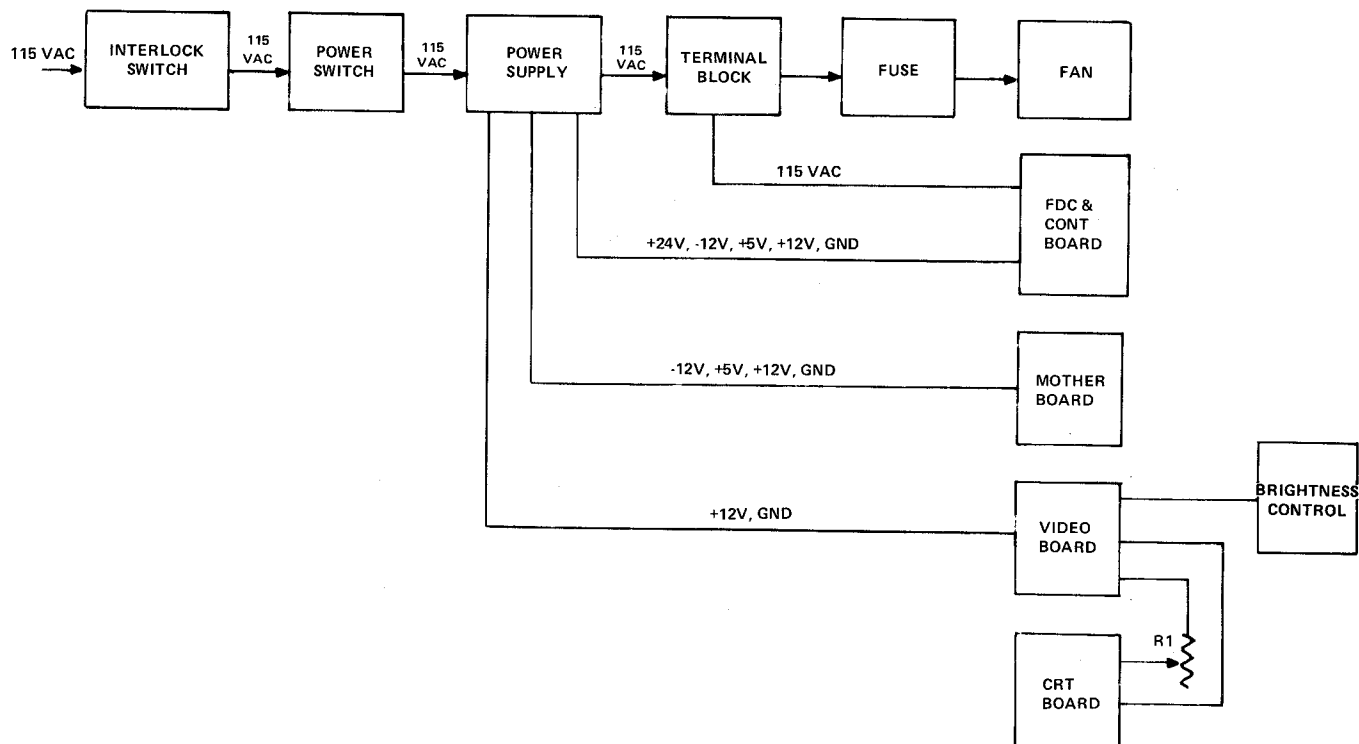 115 VAC
INTERLOCK
SWITCH
115
VAC
POWER
SWITCH
115
VAC
POWER
SUPPLY
115
VAC
TERMINAL
BLOCK
FUSE
FAN
115 VAC
FDC &
CONT
BOARD
+24V, -12V, +5V, +12V, GND
-12V, +5V, +12V, GND
MOTHER
BOARD
BRIGHTNESS
CONTROL
+12V, GND
VIDEO
BOARD
R1
CRT
BOARD